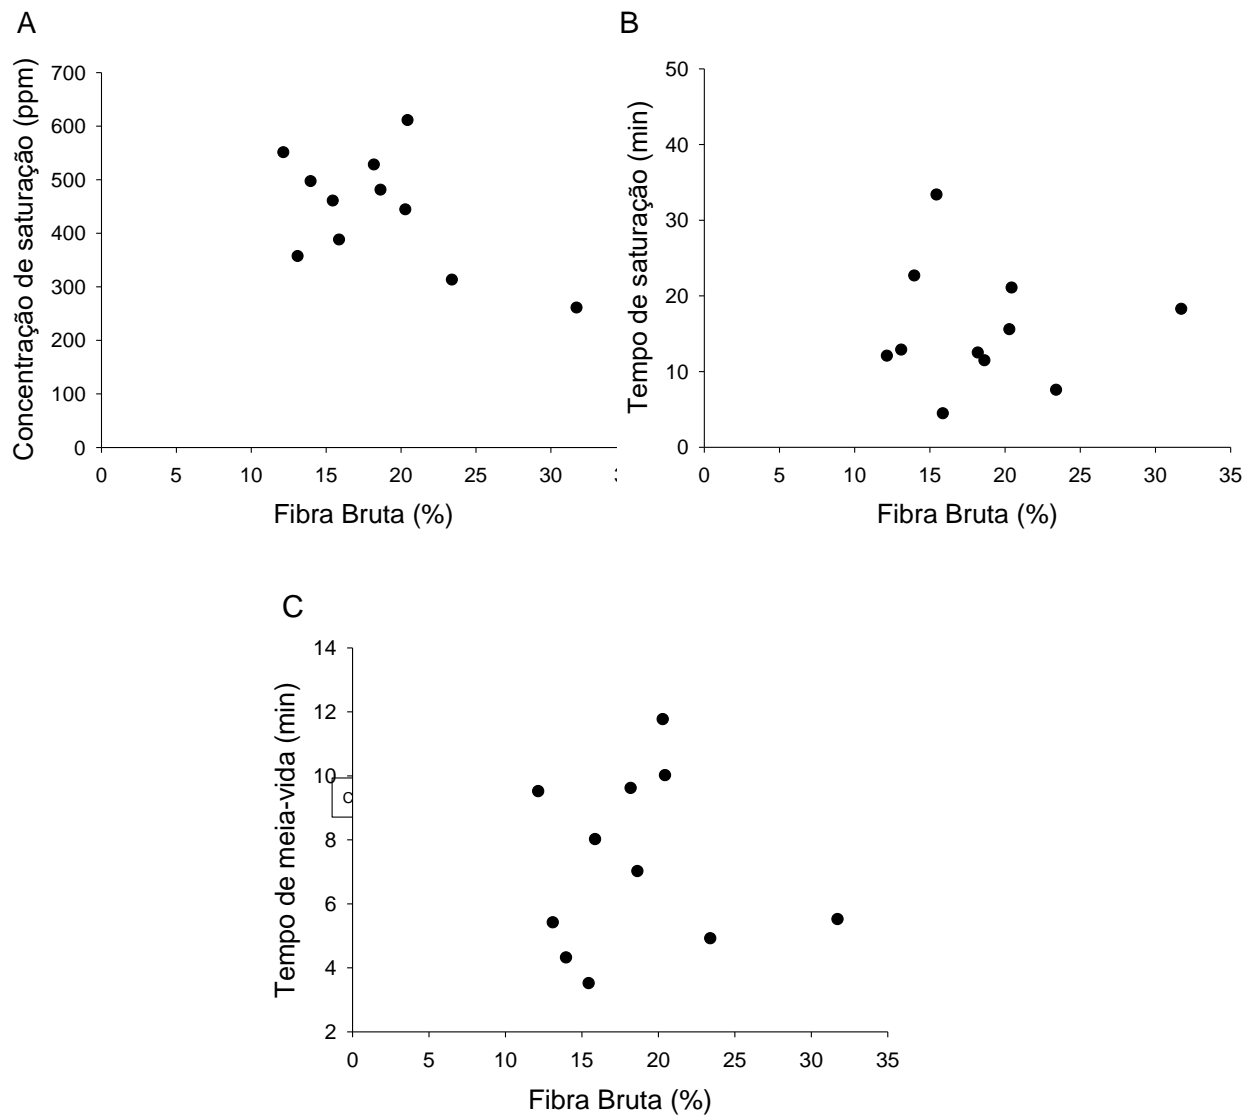 A
Concentração de saturação (ppm)
700
600
500
400
300
200
100
0
0 5 10 15 20 25 30
Fibra Bruta (%)
B
Tempo de saturação (min)
50
40
30
20
10
0
0 5 10 15 20 25 30 35
Fibra Bruta (%)
C
Tempo de meia-vida (min)
14
12
10
8
6
4
2
0 5 10 15 20 25 30 35
Fibra Bruta (%)